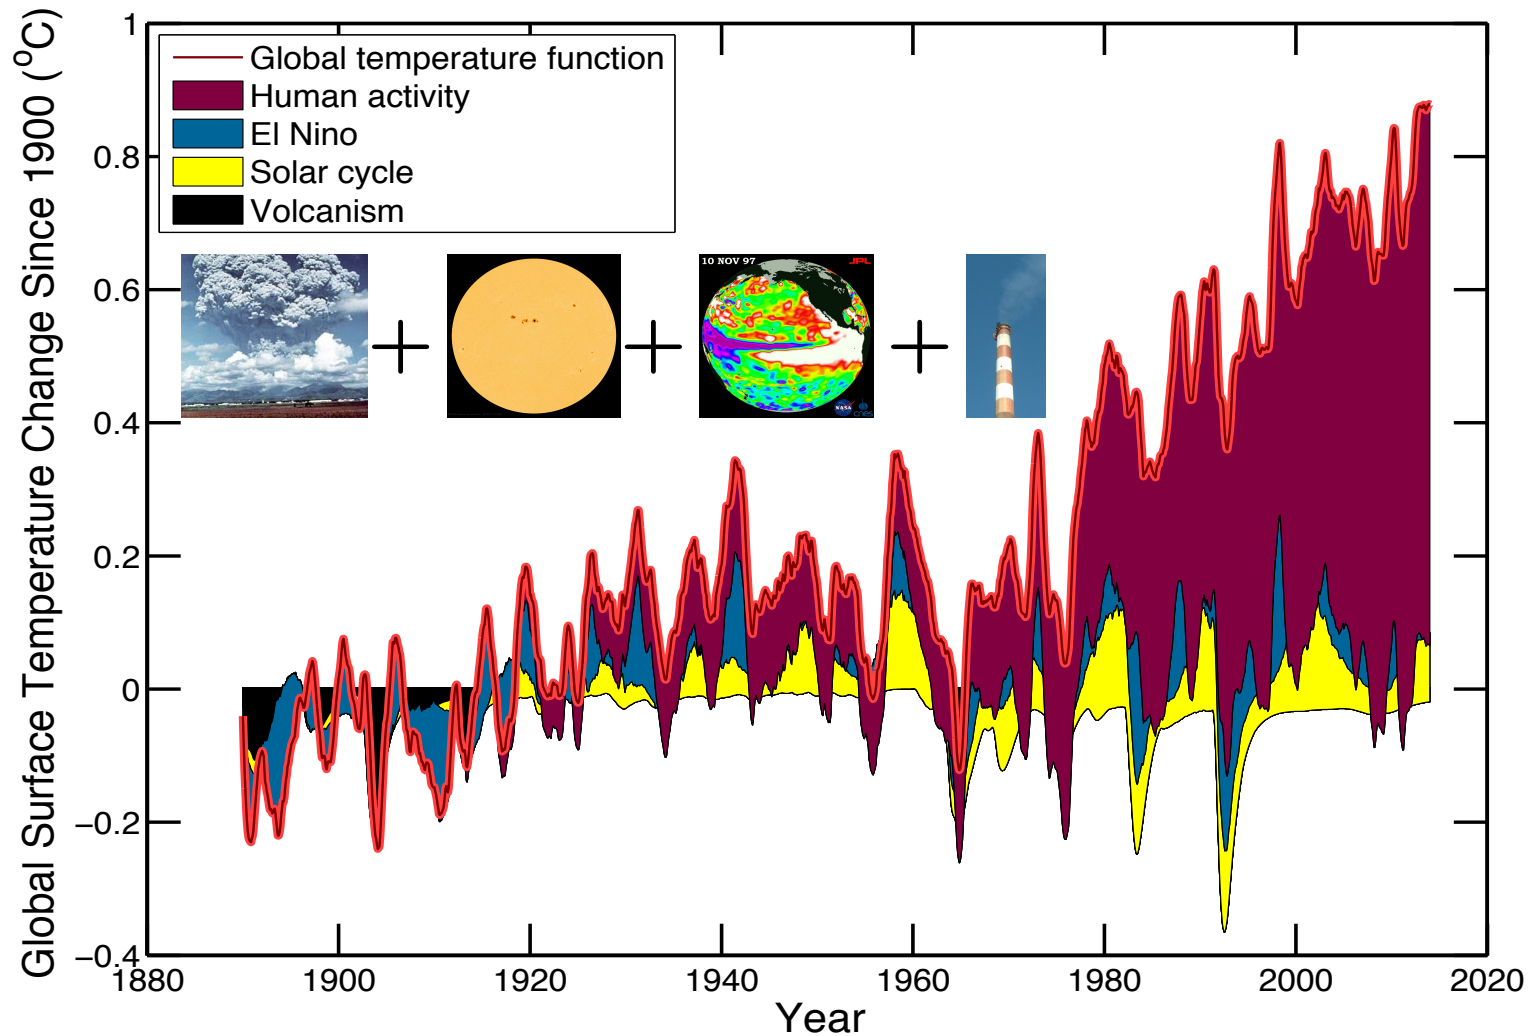 Global Surface Temperature Change Since 1900 (°C)
1
0.8
0.6
0.4
0.2
0
−0.2
−0.4
Global temperature function
Human activity
El Nino
Solar cycle
Volcanism
10 NOV 97
JPL
NASA
cnes
1880
1900
1920
1940
1960
1980
2000
2020
Year